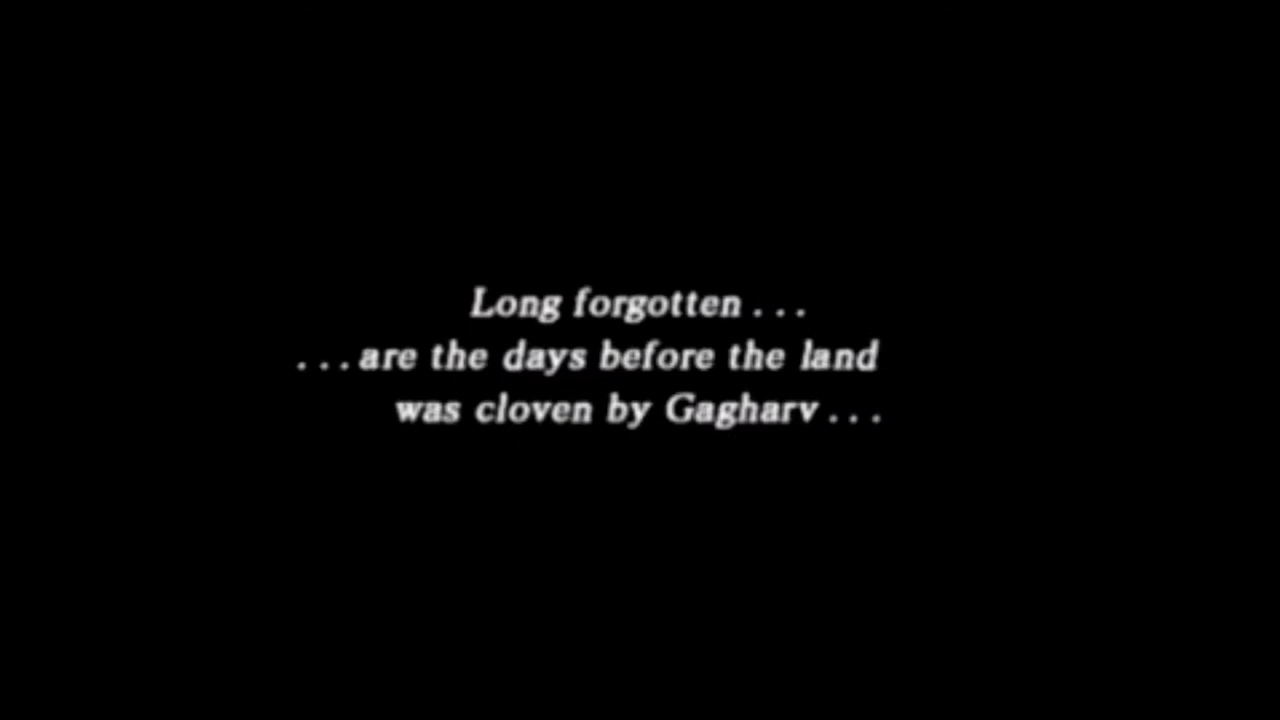 Long forgotten . . .
. . . are the days before the land
was cloven by Gagharv . . .